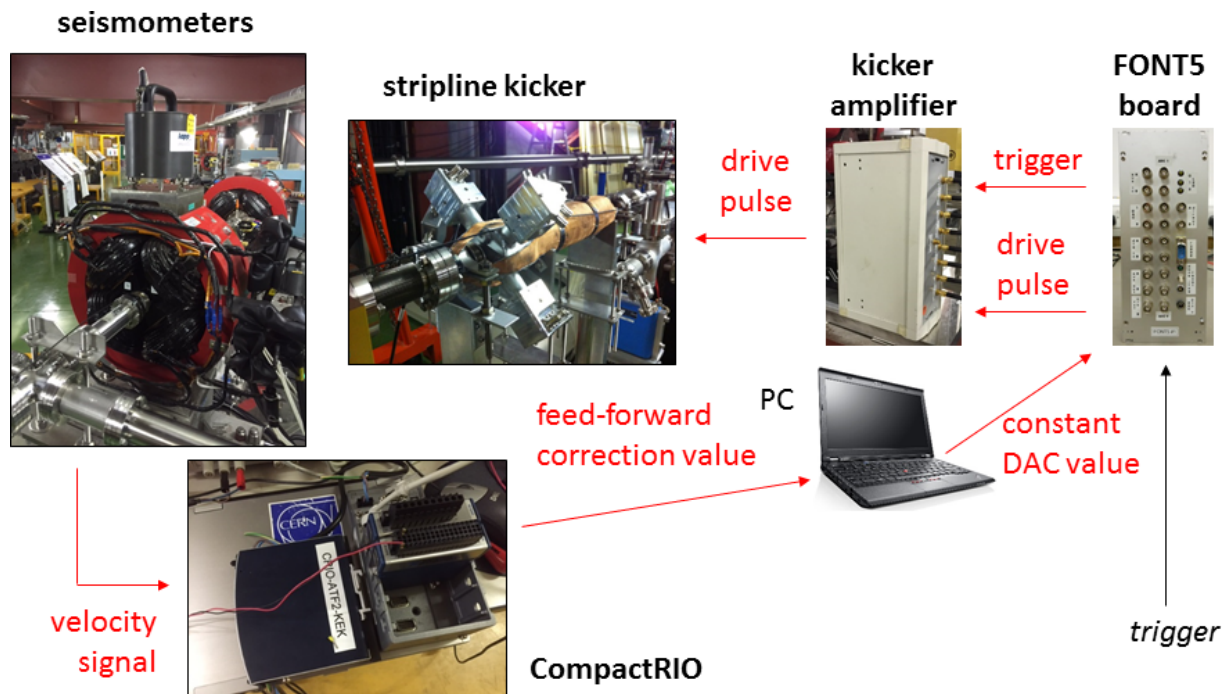 seismometers
stripline kicker
kicker
amplifier
FONT5
board
drive
pulse
trigger
drive
pulse
PC
feed-forward
correction value
constant
DAC value
velocity
signal
CERN
CRIO-ATF2-KEK
CompactRIO
trigger